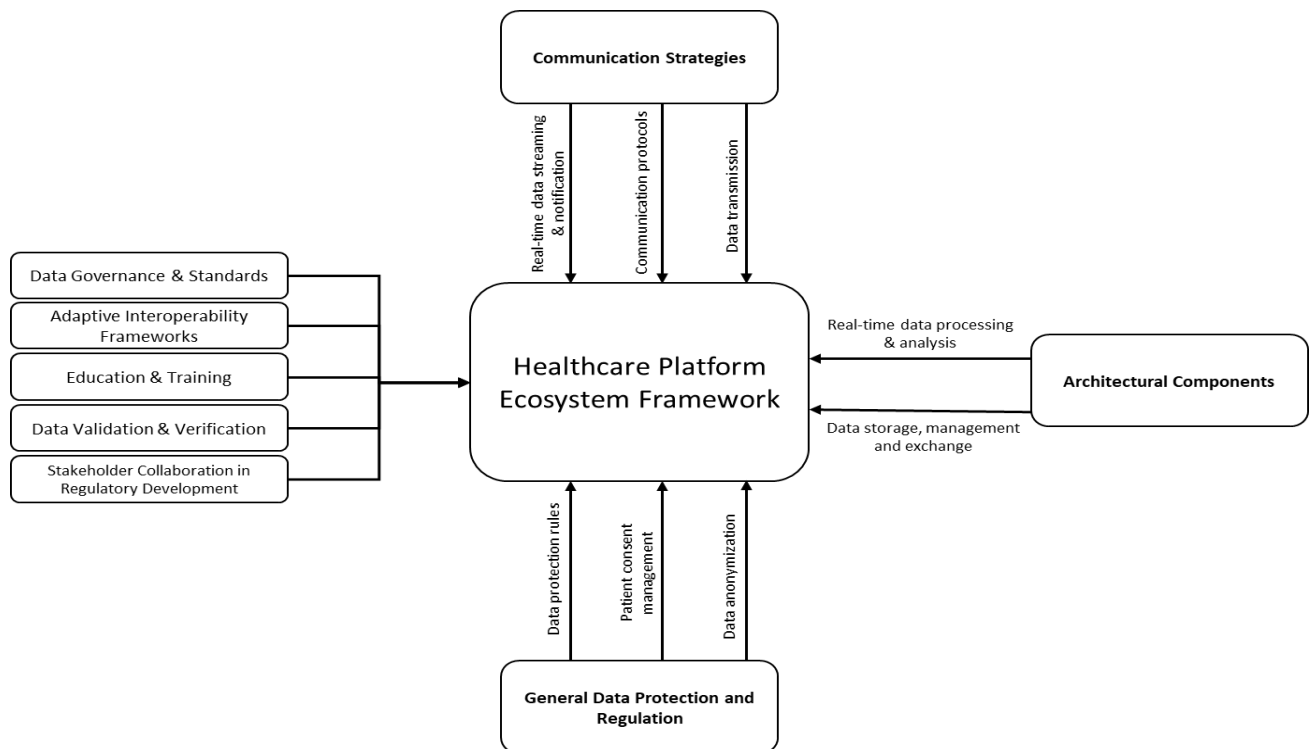 Communication Strategies
Real-time data streaming
& notification
Communication protocols
Data transmission
Data Governance & Standards
Adaptive Interoperability
Frameworks
Education & Training
Data Validation & Verification
Stakeholder Collaboration in
Regulatory Development
Healthcare Platform
Ecosystem Framework
Real-time data processing
& analysis
Architectural Components
Data storage, management
and exchange
Data protection rules
Patient consent
management
Data anonymization
General Data Protection and
Regulation